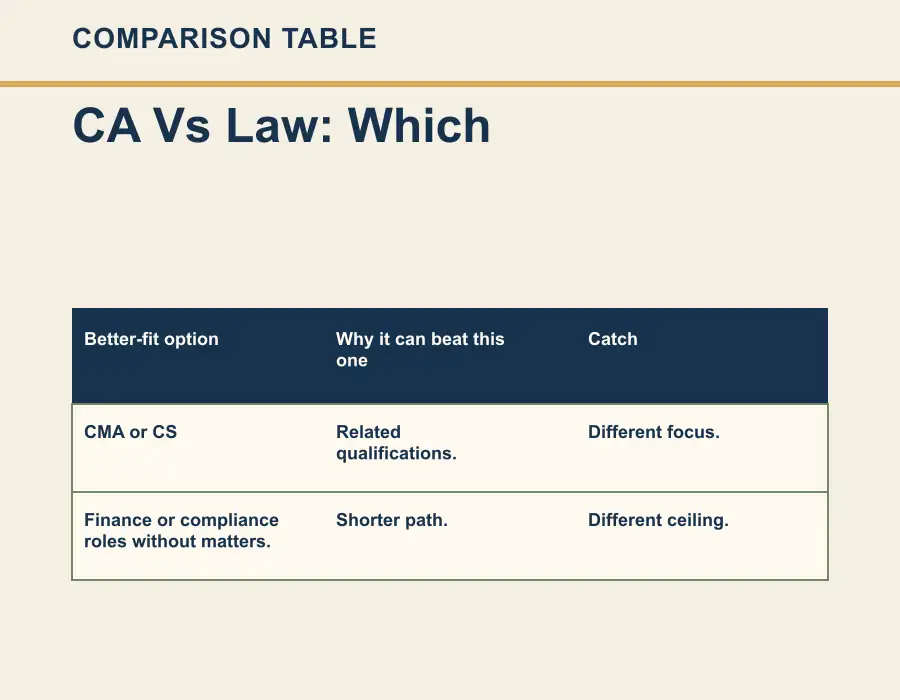 COMPARISON TABLE
CA Vs Law: Which
Better-fit option
Why it can beat this
one
Catch
CMA or CS
Related
qualifications.
Different focus.
Finance or compliance
roles without matters.
Shorter path.
Different ceiling.